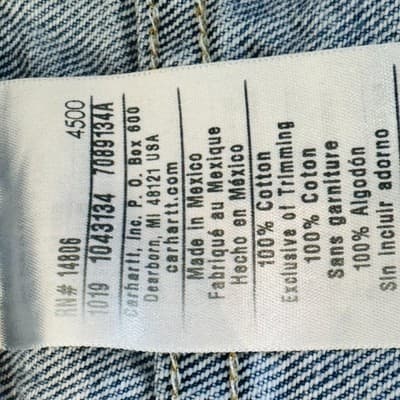 RN# 14806 4500
1019 1043134 7089134A
Carhartt, Inc. P. O. Box 600
Dearborn, MI 48121 USA
carhartt.com
Made in Mexico
Fabriqué au Mexique
Hecho en México
100% Cotton
Exclusive of Trimming
100% Coton
Sans garniture
100% Algodón
Sin incluir adorno